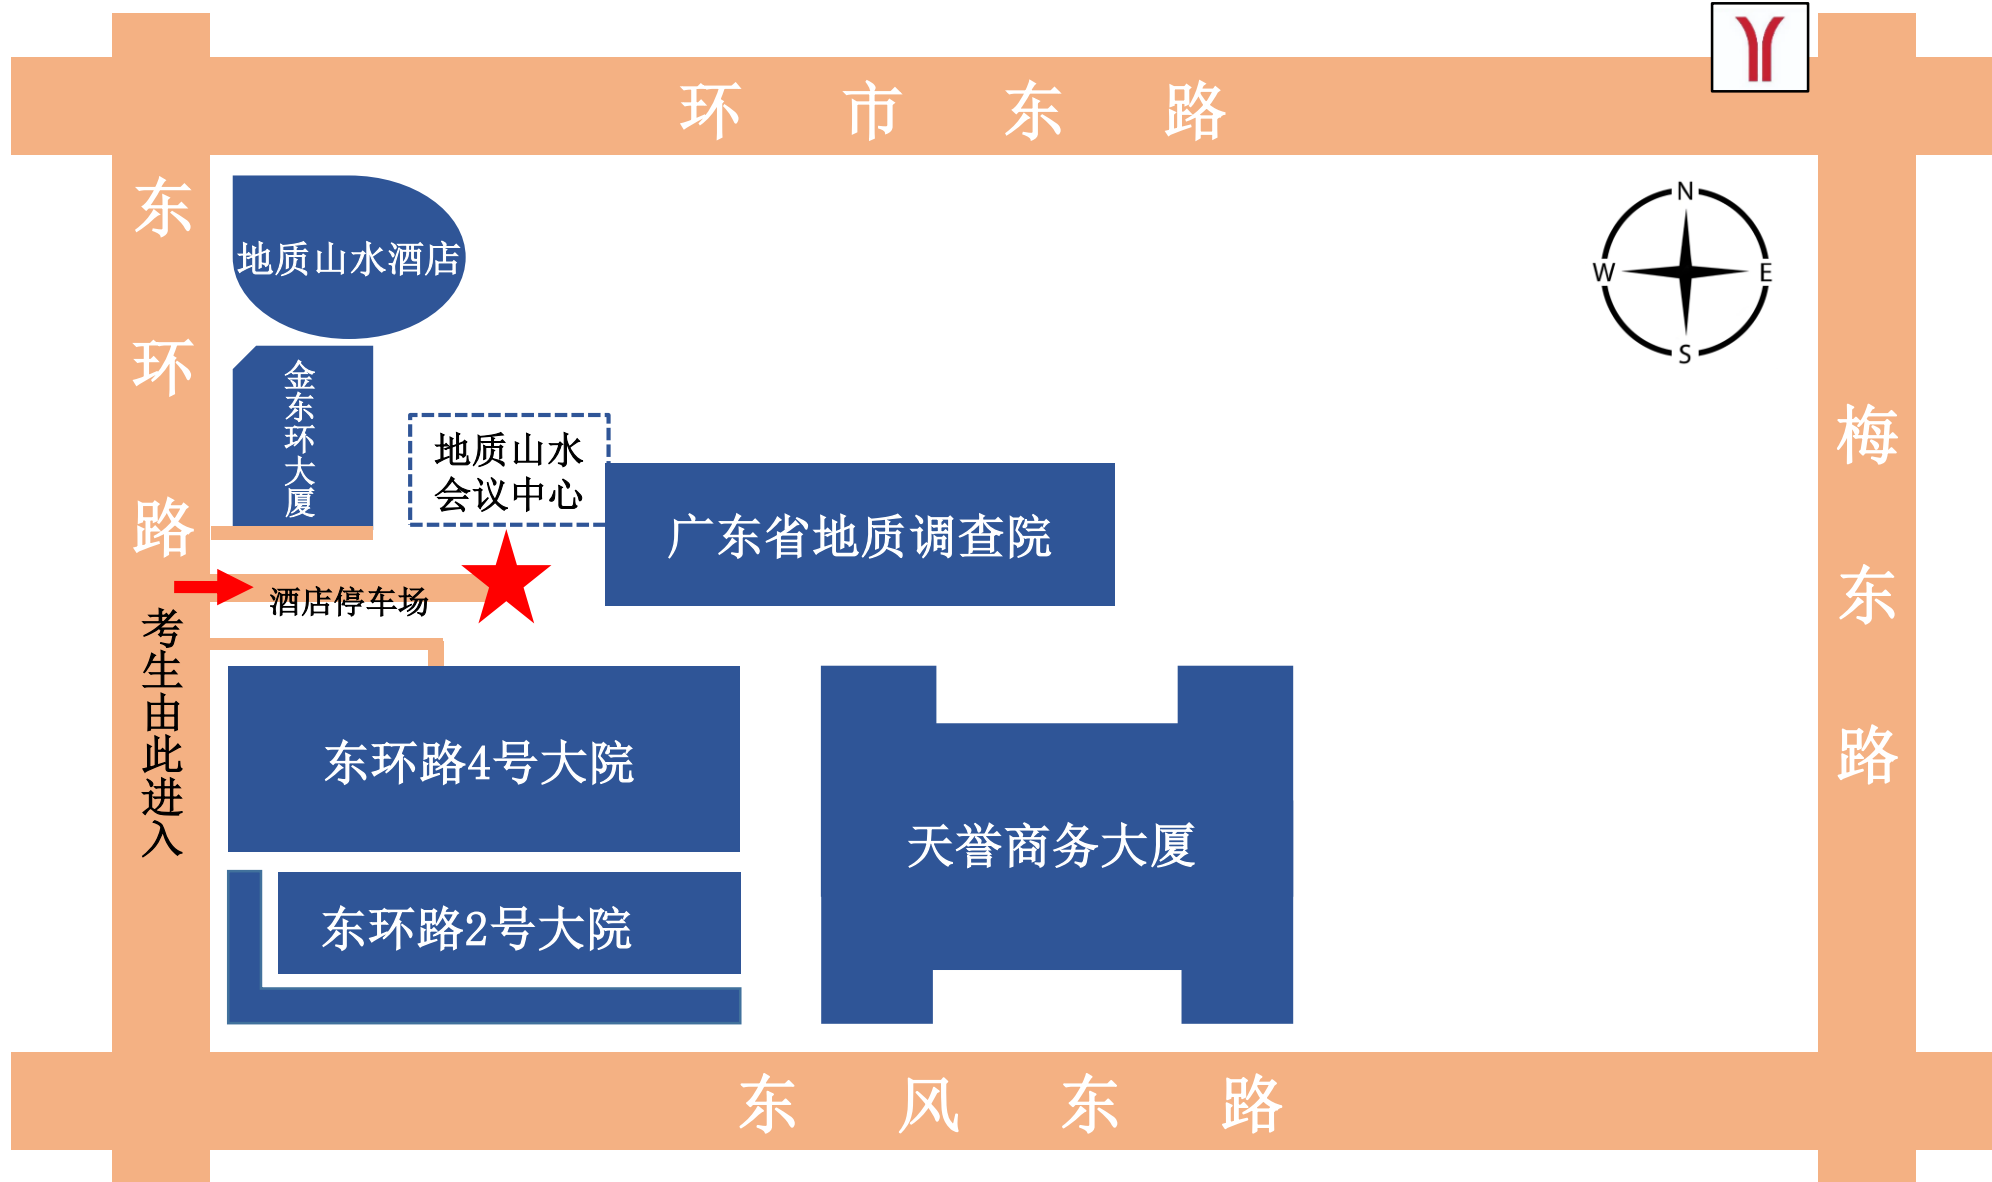 环市东路
东环路
地质山水酒店
N
W
E
S
金东环大厦
地质山水
会议中心
广东省地质调查院
梅东路
酒店停车场
考生由此进入
东环路4号大院
天誉商务大厦
东环路2号大院
东风东路